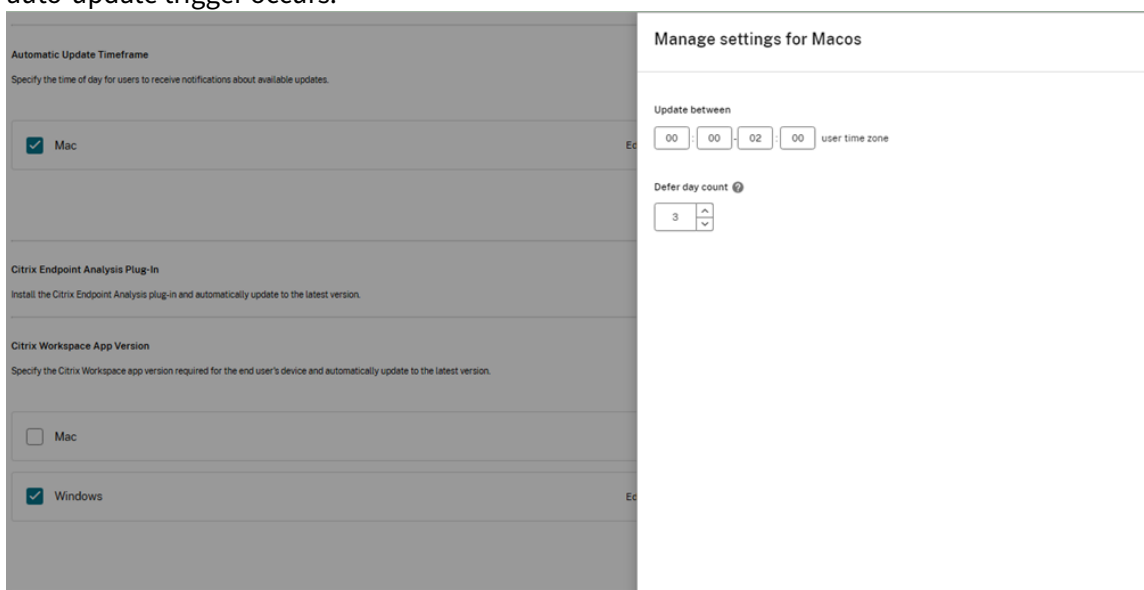 auto-update trigger occurs.
Automatic Update Timeframe
Specify the time of day for users to receive notifications about available updates.
Mac
Citrix Endpoint Analysis Plug-In
Install the Citrix Endpoint Analysis plug-in and automatically update to the latest version.
Citrix Workspace App Version
Specify the Citrix Workspace app version required for the end user's device and automatically update to the latest version.
Mac
Windows
Manage settings for Macos
Update between
00 : 00 - 02 : 00 user time zone
Defer day count
3